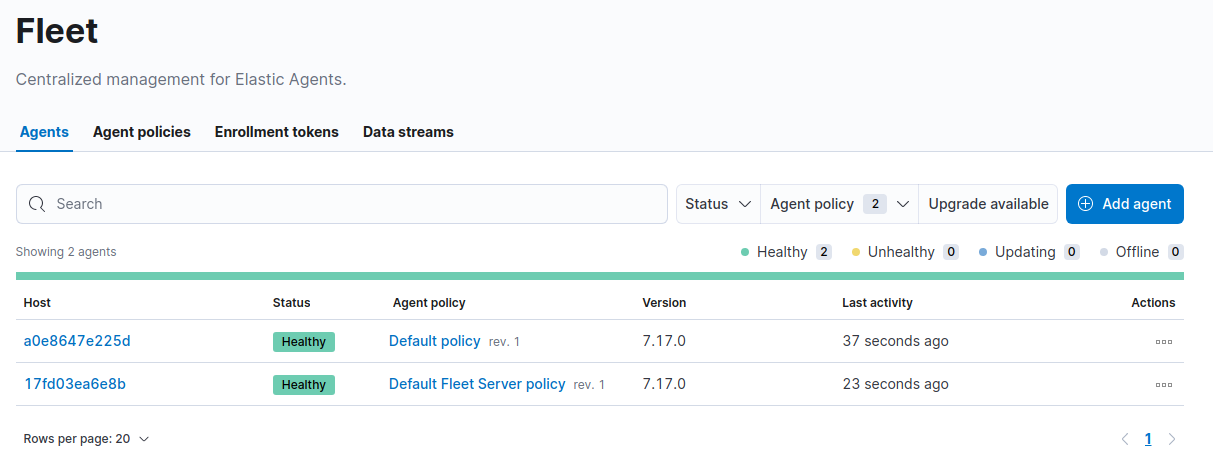 Fleet
Centralized management for Elastic Agents.
Agents Agent policies Enrollment tokens Data streams
Search Status Agent policy 2 Upgrade available Add agent
Showing 2 agents Healthy 2 Unhealthy 0 Updating 0 Offline 0
Host Status Agent policy Version Last activity Actions
a0e8647e225d Healthy Default policy rev. 1 7.17.0 37 seconds ago
17fd03ea6e8b Healthy Default Fleet Server policy rev. 1 7.17.0 23 seconds ago
Rows per page: 20 1